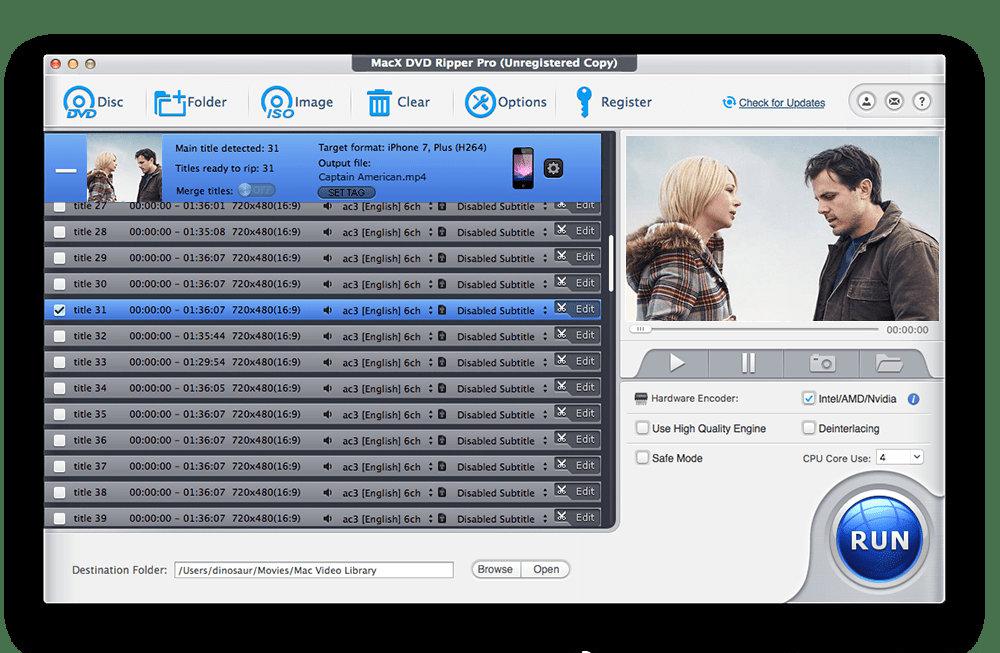 MacX DVD Ripper Pro (Unregistered Copy)
DVD Disc
Folder
ISO Image
Clear
Options
Register
Check for Updates
?
Main title detected: 31
Titles ready to rip: 31
Merge titles: OFF
Target format: iPhone 7, Plus (H264)
Output file:
Captain American.mp4
SET TAG
title 27 00:00:00 - 01:36:01 720x480(16:9) ac3 [English] 6ch Disabled Subtitle Edit
title 28 00:00:00 - 01:35:08 720x480(16:9) ac3 [English] 6ch Disabled Subtitle Edit
title 29 00:00:00 - 01:36:07 720x480(16:9) ac3 [English] 6ch Disabled Subtitle Edit
title 30 00:00:00 - 01:36:07 720x480(16:9) ac3 [English] 6ch Disabled Subtitle Edit
title 31 00:00:00 - 01:36:07 720x480(16:9) ac3 [English] 6ch Disabled Subtitle Edit
title 32 00:00:00 - 01:35:44 720x480(16:9) ac3 [English] 6ch Disabled Subtitle Edit
title 33 00:00:00 - 01:29:54 720x480(16:9) ac3 [English] 6ch Disabled Subtitle Edit
title 34 00:00:00 - 01:36:05 720x480(16:9) ac3 [English] 6ch Disabled Subtitle Edit
title 35 00:00:00 - 01:36:07 720x480(16:9) ac3 [English] 6ch Disabled Subtitle Edit
title 36 00:00:00 - 01:36:07 720x480(16:9) ac3 [English] 6ch Disabled Subtitle Edit
title 37 00:00:00 - 01:36:07 720x480(16:9) ac3 [English] 6ch Disabled Subtitle Edit
title 38 00:00:00 - 01:36:07 720x480(16:9) ac3 [English] 6ch Disabled Subtitle Edit
title 39 00:00:00 - 01:36:07 720x480(16:9) ac3 [English] 6ch Disabled Subtitle Edit
00:00:00
Hardware Encoder: Intel/AMD/Nvidia i
Use High Quality Engine Deinterlacing
Safe Mode CPU Core Use: 4
RUN
Destination Folder: /Users/dinosaur/Movies/Mac Video Library Browse Open